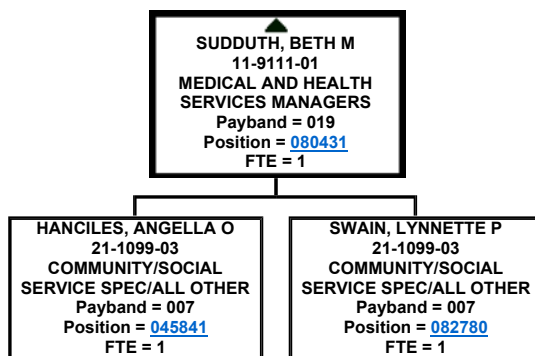 SUDDUTH, BETH M
11-9111-01
MEDICAL AND HEALTH
SERVICES MANAGERS
Payband = 019
Position = 080431
FTE = 1
HANCILES, ANGELLA O
21-1099-03
COMMUNITY/SOCIAL
SERVICE SPEC/ALL OTHER
Payband = 007
Position = 045841
FTE = 1
SWAIN, LYNNETTE P
21-1099-03
COMMUNITY/SOCIAL
SERVICE SPEC/ALL OTHER
Payband = 007
Position = 082780
FTE = 1